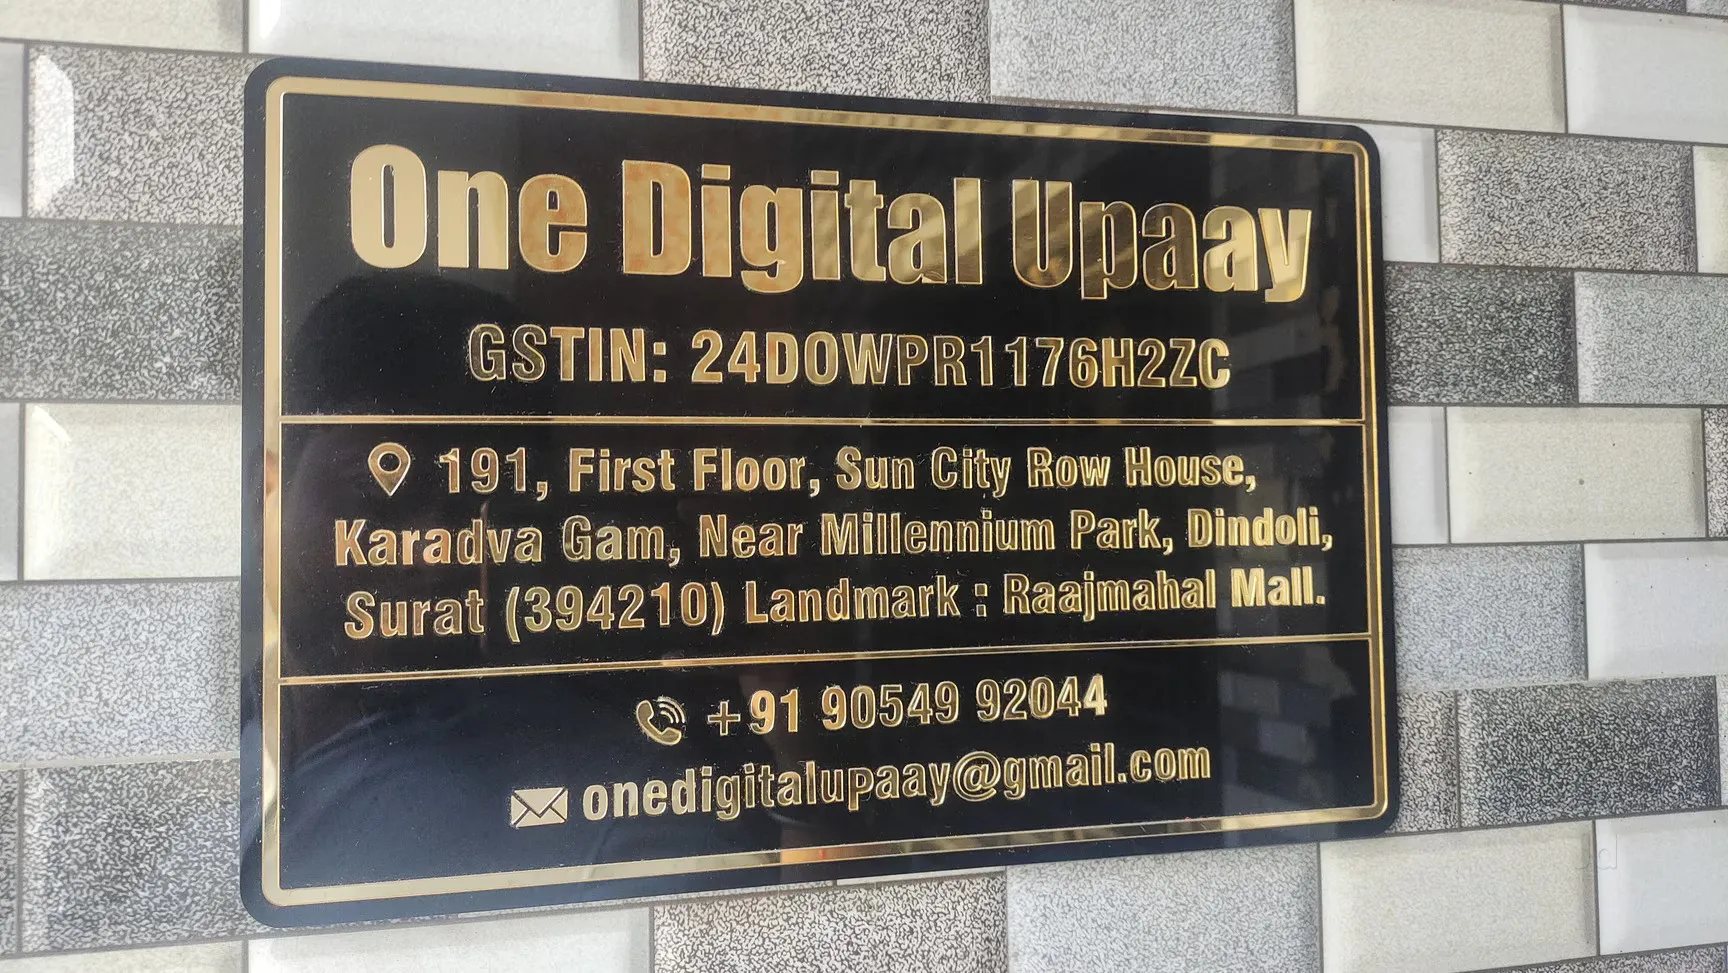 One Digital Upaay
GSTIN: 24DOWPR1176H2ZC
191, First Floor, Sun City Row House,
Karadva Gam, Near Millennium Park, Dindoli,
Surat (394210) Landmark : Raajmahal Mall.
+91 90549 92044
onedigitalupaay@gmail.com